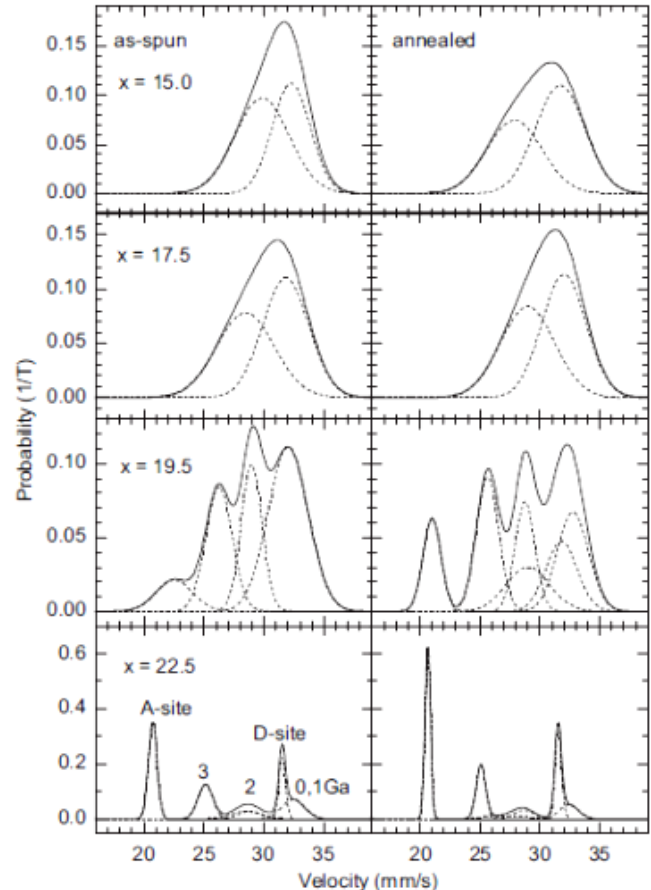 as-spun
annealed
x = 15.0
0.15
0.10
0.05
0.00
x = 17.5
0.15
0.10
0.05
0.00
x = 19.5
0.10
0.05
0.00
x = 22.5
0.6
0.4
0.2
0.0
A-site
D-site
3
2
0,1Ga
20 25 30 35 20 25 30 35
Velocity (mm/s) Velocity (mm/s)
Probability (1/T)